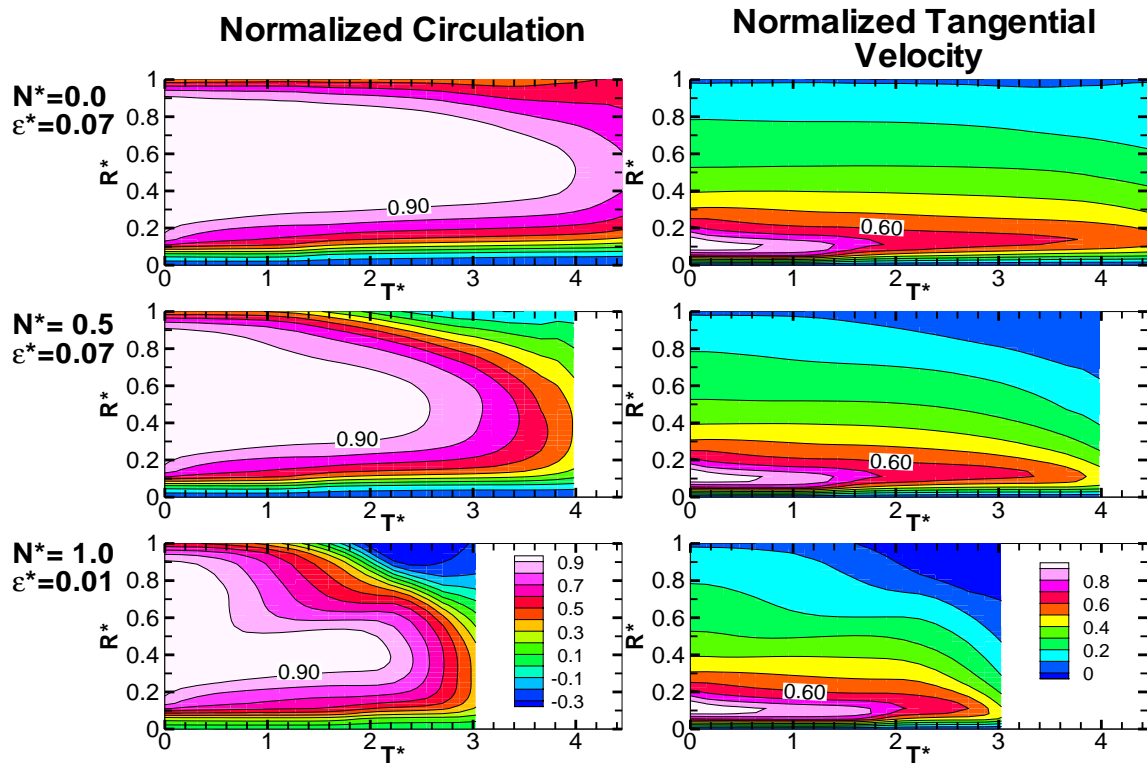 Normalized Circulation
Normalized Tangential
Velocity
N*=0.0
ε*=0.07
R*
1
0.8
0.6
0.4
0.2
0
0.90
0 1 2 3 4
T*
R*
1
0.8
0.6
0.4
0.2
0
0.60
0 1 2 3 4
T*
N*= 0.5
ε*=0.07
R*
1
0.8
0.6
0.4
0.2
0
0.90
0 1 2 3 4
T*
R*
1
0.8
0.6
0.4
0.2
0
0.60
0 1 2 3 4
T*
N*= 1.0
ε*=0.01
R*
1
0.8
0.6
0.4
0.2
0
0.90
0.9
0.7
0.5
0.3
0.1
-0.1
-0.3
0 1 2 3 4
T*
R*
1
0.8
0.6
0.4
0.2
0
0.60
0.8
0.6
0.4
0.2
0
0 1 2 3 4
T*